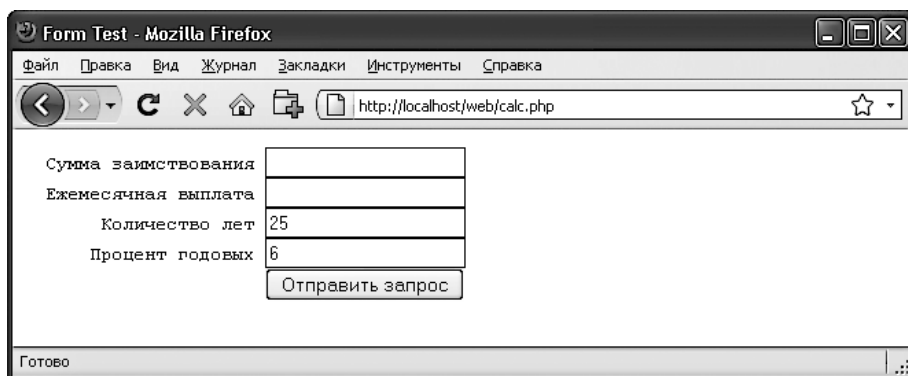 Form Test - Mozilla Firefox
Файл Правка Вид Журнал Закладки Инструменты Справка
http://localhost/web/calc.php
Сумма заимствования
Ежемесячная выплата
Количество лет 25
Процент годовых 6
Отправить запрос
Готово